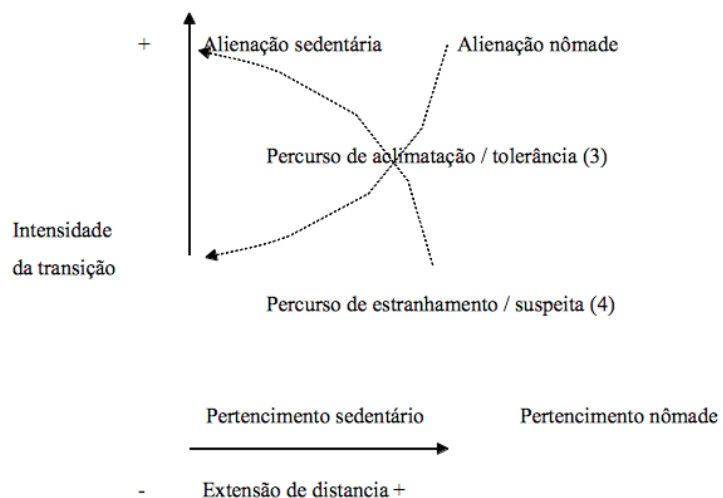 + Alienação sedentária Alienação nômade
Percurso de aclimatação / tolerância (3)
Intensidade
da transição
Percurso de estranhamento / suspeita (4)
Pertencimento sedentário Pertencimento nômade
- Extensão de distancia +